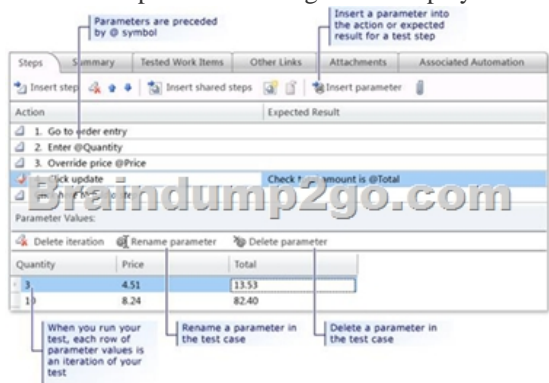 Parameters are preceded
by @ symbol
Insert a parameter into
the action or expected
result for a test step
Steps Summary Tested Work Items Other Links Attachments Associated Automation
Insert step Insert shared steps Insert parameter
Action Expected Result
1. Go to order entry
2. Enter @Quantity
3. Override price @Price
Click update Check amount is @Total
Braindump2go.com
Parameter Values:
Delete iteration Rename parameter Delete parameter
Quantity Price Total
3 4.51 13.53
10 8.24 82.40
When you run your
test, each row of
parameter values is
an iteration of your
test
Rename a parameter in
the test case
Delete a parameter in
the test case